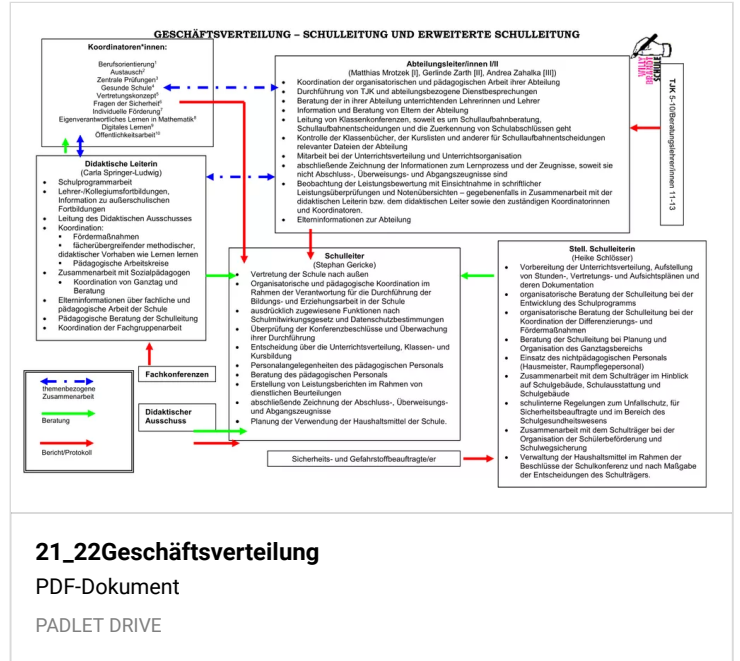 GESCHÄFTSVERTEILUNG – SCHULLEITUNG UND ERWEITERTE SCHULLEITUNG
Koordinatoren*innen:
Berufsorientierung¹
Austausch²
Zentrale Prüfungen³
Gesunde Schule⁴
Vertretungskonzept⁵
Fragen der Sicherheit⁶
Individuelle Förderung⁷
Eigenverantwortliches Lernen in Mathematik⁸
Digitales Lernen⁹
Öffentlichkeitsarbeit¹⁰
Abteilungsleiter/innen I/II
(Matthias Mrotzek [I], Gerlinde Zarth [II], Andrea Zahalka [III])
• Koordination der organisatorischen und pädagogischen Arbeit ihrer Abteilung
• Durchführung von TJK und abteilungsbezogene Dienstbesprechungen
• Beratung der in ihrer Abteilung unterrichtenden Lehrerinnen und Lehrer
• Information und Beratung von Eltern der Abteilung
• Leitung von Klassenkonferenzen, soweit es um Schullaufbahnberatung,
Schullaufbahnentscheidungen und die Zuerkennung von Schulabschlüssen geht
• Kontrolle der Klassenbücher, der Kurslisten und anderer für Schullaufbahnentscheidungen
relevanter Dateien der Abteilung
• Mitarbeit bei der Unterrichtsverteilung und Unterrichtsorganisation
• abschließende Zeichnung der Informationen zum Lernprozess und der Zeugnisse, soweit sie
nicht Abschluss-, Überweisungs- und Abgangszeugnisse sind
• Beobachtung der Leistungsbewertung mit Einsichtnahme in schriftlicher
Leistungsüberprüfungen und Notenübersichten – gegebenenfalls in Zusammenarbeit mit der
didaktischen Leiterin bzw. dem didaktischen Leiter sowie den zuständigen Koordinatorinnen
und Koordinatoren.
• Elterninformationen zur Abteilung
SCHULE
TJK 5-10/Beratungslehrer/innen 11-13
Didaktische Leiterin
(Carla Springer-Ludwig)
• Schulprogrammarbeit
• Lehrer-/Kollegiumsfortbildungen,
Information zu außerschulischen
Fortbildungen
• Leitung des Didaktischen Ausschusses
• Koordination:
▪ Fördermaßnahmen
▪ fächerübergreifender methodischer,
didaktischer Vorhaben wie Lernen lernen
▪ Pädagogische Arbeitskreise
• Zusammenarbeit mit Sozialpädagogen
• Koordination von Ganztag und
Beratung
• Elterninformationen über fachliche und
pädagogische Arbeit der Schule
• Pädagogische Beratung der Schulleitung
• Koordination der Fachgruppenarbeit
Schulleiter
(Stephan Gericke)
• Vertretung der Schule nach außen
• Organisatorische und pädagogische Koordination im
Rahmen der Verantwortung für die Durchführung der
Bildungs- und Erziehungsarbeit in der Schule
• ausdrücklich zugewiesene Funktionen nach
Schulmitwirkungsgesetz und Datenschutzbestimmungen
• Überprüfung der Konferenzbeschlüsse und Überwachung
ihrer Durchführung
• Entscheidung über die Unterrichtsverteilung, Klassen- und
Kursbildung
• Personalangelegenheiten des pädagogischen Personals
• Beratung des pädagogischen Personals
• Erstellung von Leistungsberichten im Rahmen von
dienstlichen Beurteilungen
• abschließende Zeichnung der Abschluss-, Überweisungs-
und Abgangszeugnisse
• Planung der Verwendung der Haushaltsmittel der Schule.
Stell. Schulleiterin
(Heike Schlösser)
• Vorbereitung der Unterrichtsverteilung, Aufstellung
von Stunden-, Vertretungs- und Aufsichtsplänen und
deren Dokumentation
• organisatorische Beratung der Schulleitung bei der
Entwicklung des Schulprogramms
• organisatorische Beratung der Schulleitung bei der
Koordination der Differenzierungs- und
Fördermaßnahmen
• Beratung der Schulleitung bei Planung und
Organisation des Ganztagsbereichs
• Einsatz des nichtpädagogischen Personals
(Hausmeister, Raumpflegepersonal)
• Zusammenarbeit mit dem Schulträger im Hinblick
auf Schulgebäude, Schulausstattung und
Schulgebäude
• schulinterne Regelungen zum Unfallschutz, für
Sicherheitsbeauftragte und im Bereich des
Schulgesundheitswesens
• Zusammenarbeit mit dem Schulträger bei der
Organisation der Schülerbeförderung und
Schulwegsicherung
• Verwaltung der Haushaltsmittel im Rahmen der
Beschlüsse der Schulkonferenz und nach Maßgabe
der Entscheidungen des Schulträgers.
Fachkonferenzen
Didaktischer
Ausschuss
themenbezogene
Zusammenarbeit
Beratung
Bericht/Protokoll
Sicherheits- und Gefahrstoffbeauftragte/er
21_22Geschäftsverteilung
PDF-Dokument
PADLET DRIVE